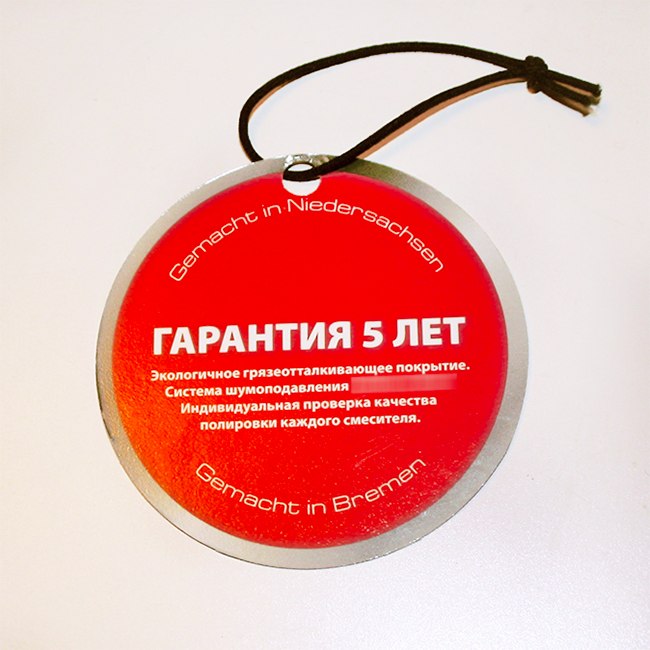 Gemacht in Niedersachsen
ГАРАНТИЯ 5 ЛЕТ
Экологичное грязеотталкивающее покрытие.
Система шумоподавления
Индивидуальная проверка качества
полировки каждого смесителя.
Gemacht in Bremen